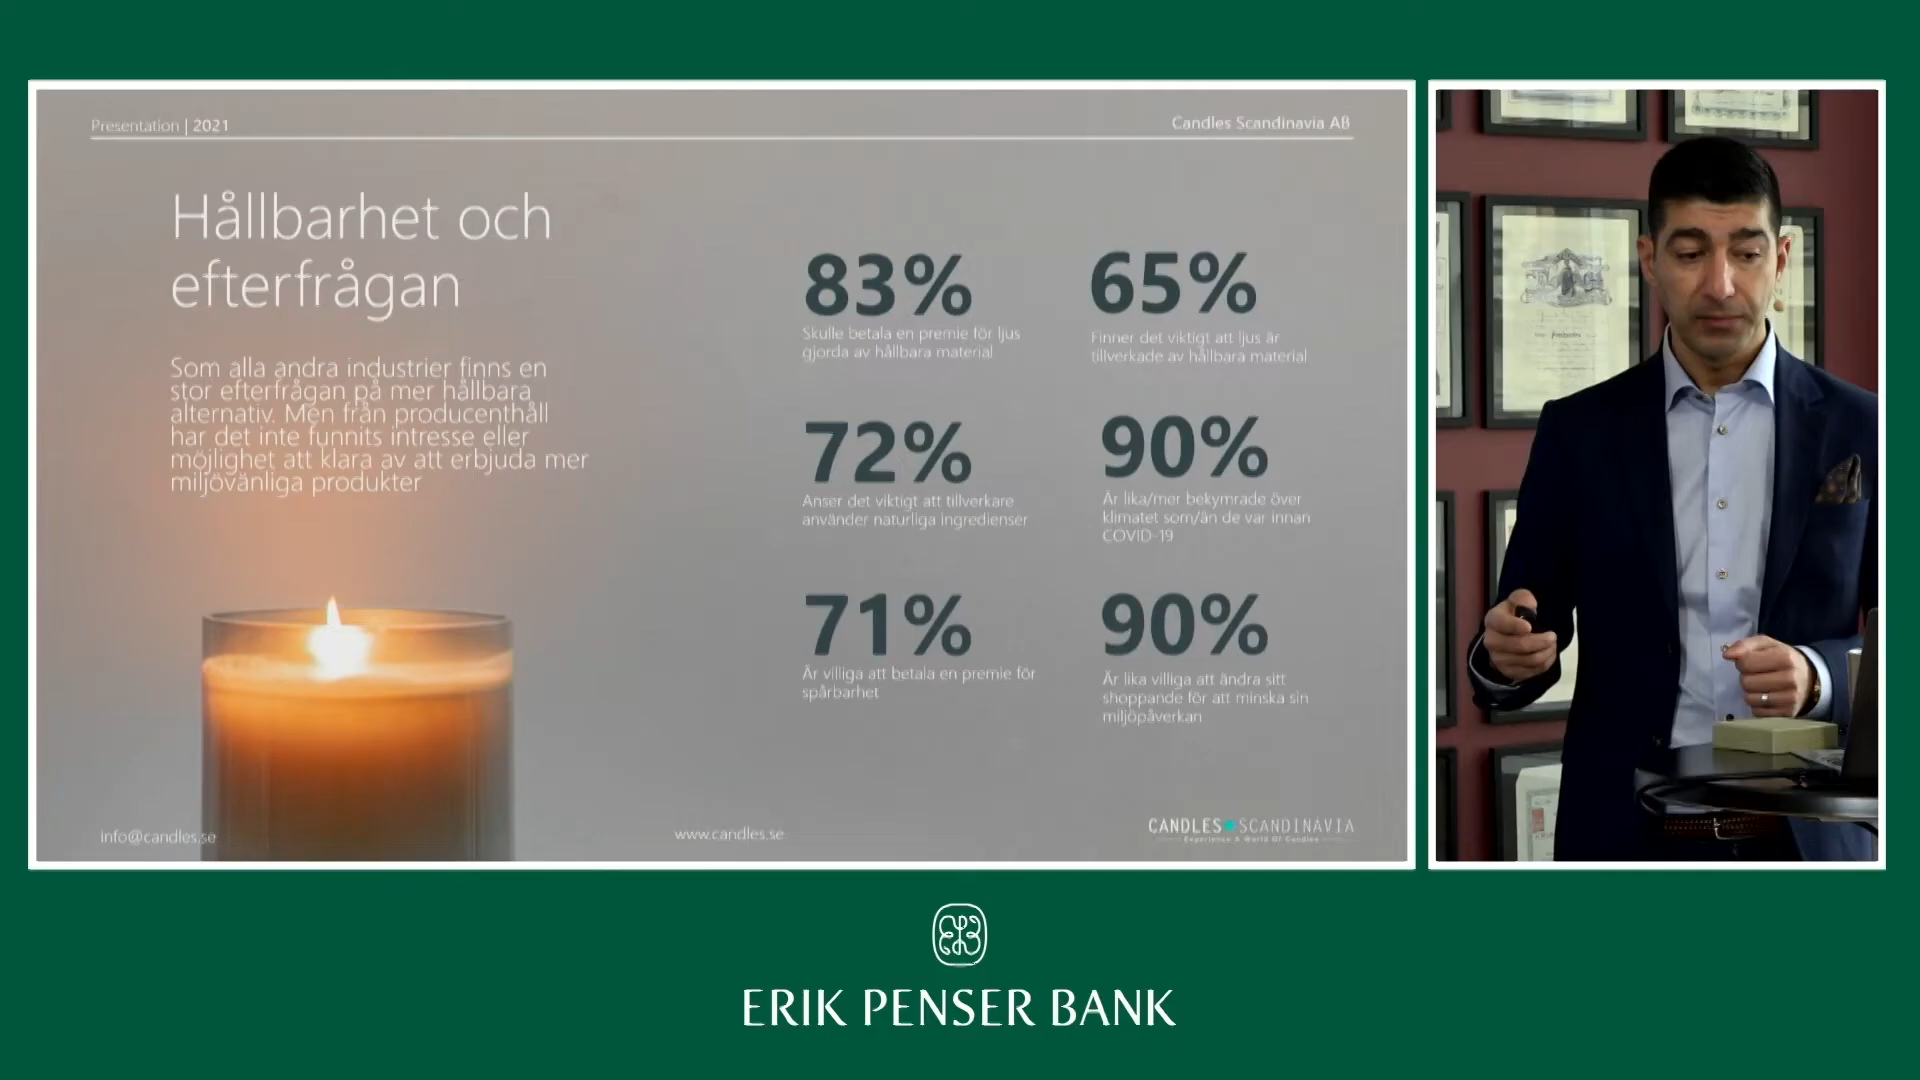 Presentation | 2021
Candles Scandinavia AB
Hållbarhet och
efterfrågan
Som alla andra industrier finns en
stor efterfrågan på mer hållbara
alternativ. Men från producenthåll
har det inte funnits intresse eller
möjlighet att klara av att erbjuda mer
miljövänliga produkter
83%
Skulle betala en premie för ljus
gjorda av hållbara material
65%
Finner det viktigt att ljus är
tillverkade av hållbara material
72%
Anser det viktigt att tillverkare
använder naturliga ingredienser
90%
Är lika/mer bekymrade över
klimatet som/än de var innan
COVID-19
71%
Är villiga att betala en premie för
spårbarhet
90%
Är lika villiga att ändra sitt
shoppande för att minska sin
miljöpåverkan
info@candles.se
www.candles.se
CANDLES SCANDINAVIA
Experience A World Of Candles
ERIK PENSER BANK